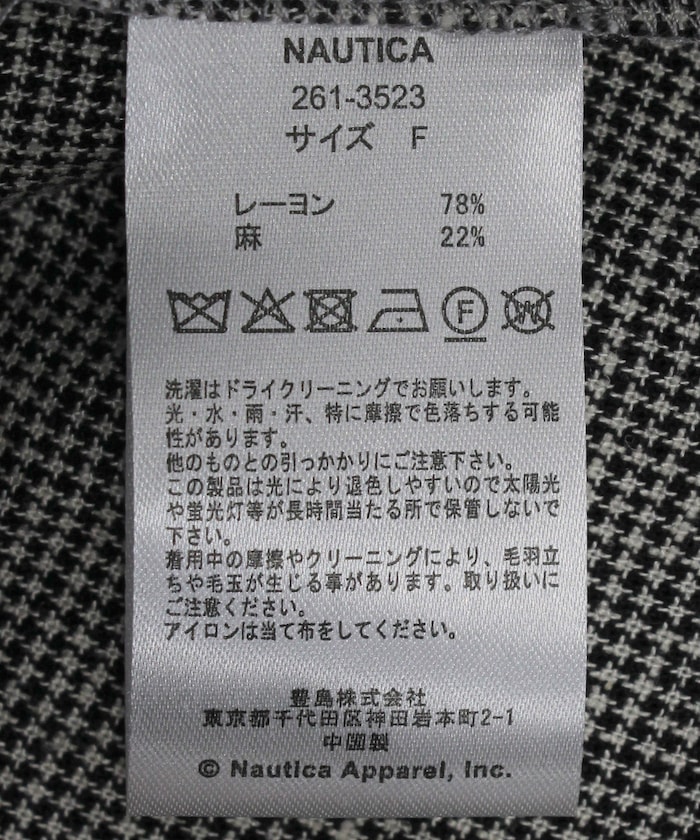 NAUTICA
261-3523
サイズ F
レーヨン 78%
麻 22%
F W
洗濯はドライクリーニングでお願いします。
光・水・雨・汗、特に摩擦で色落ちする可能
性があります。
他のものとの引っかかりにご注意下さい。
この製品は光により退色しやすいので太陽光
や蛍光灯等が長時間当たる所で保管しないで
下さい。
着用中の摩擦やクリーニングにより、毛羽立
ちや毛玉が生じる事があります。取り扱いに
ご注意ください。
アイロンは当て布をしてください。
豊島株式会社
東京都千代田区神田岩本町2-1
中国製
© Nautica Apparel, Inc.